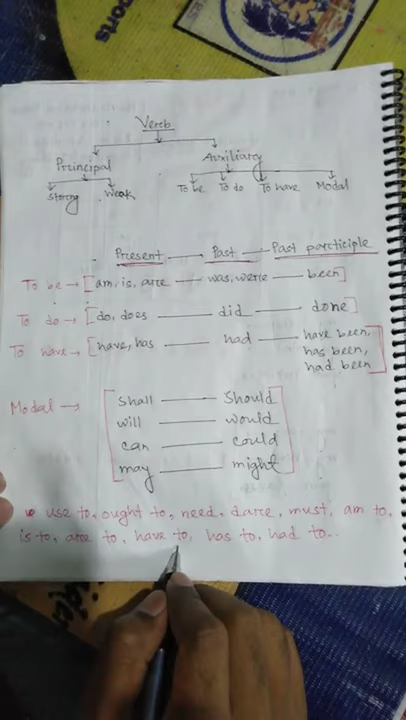 ports
Verb
Principal Auxiliary
Strong Weak To be To do To have Modal
Present Past Past participle
To be → [am, is, are — was, were — been]
To do → [do, does — did — done]
To have → [have, has — had — have been,
has been,
had been]
Modal →
shall — should
will — would
can — could
may — might
use to, ought to, need, dare, must, am to,
is to, are to, have to, has to, had to..